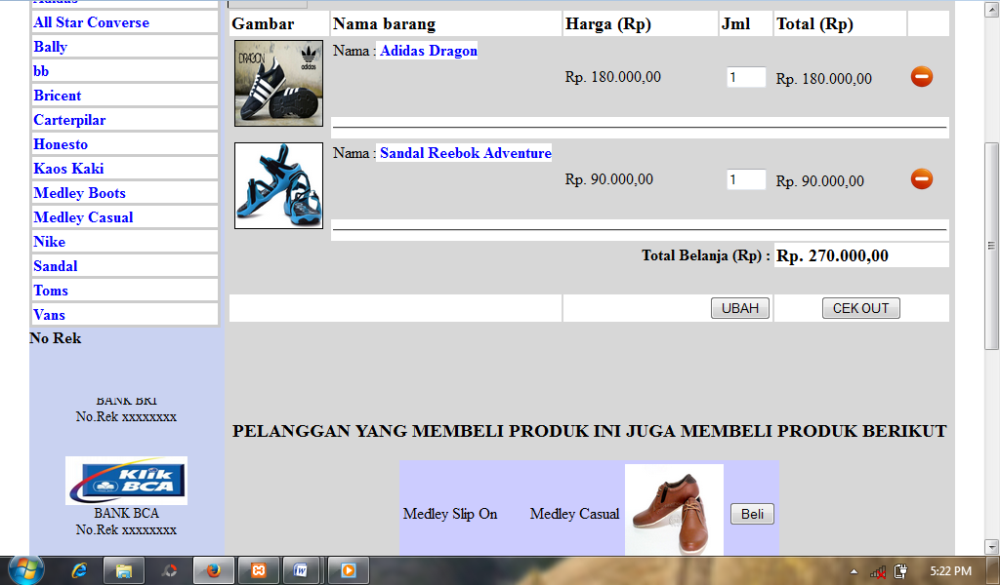 Adidas
All Star Converse
Bally
bb
Bricent
Carterpilar
Honesto
Kaos Kaki
Medley Boots
Medley Casual
Nike
Sandal
Toms
Vans
No Rek
BANK BRI
No.Rek xxxxxxxx
Klik
BCA
BANK BCA
No.Rek xxxxxxxx
Gambar Nama barang Harga (Rp) Jml Total (Rp)
DRAGON
adidas
Nama : Adidas Dragon
Rp. 180.000,00 1 Rp. 180.000,00
Nama : Sandal Reebok Adventure
Rp. 90.000,00 1 Rp. 90.000,00
Total Belanja (Rp) : Rp. 270.000,00
UBAH CEK OUT
PELANGGAN YANG MEMBELI PRODUK INI JUGA MEMBELI PRODUK BERIKUT
Medley Slip On Medley Casual Beli
5:22 PM